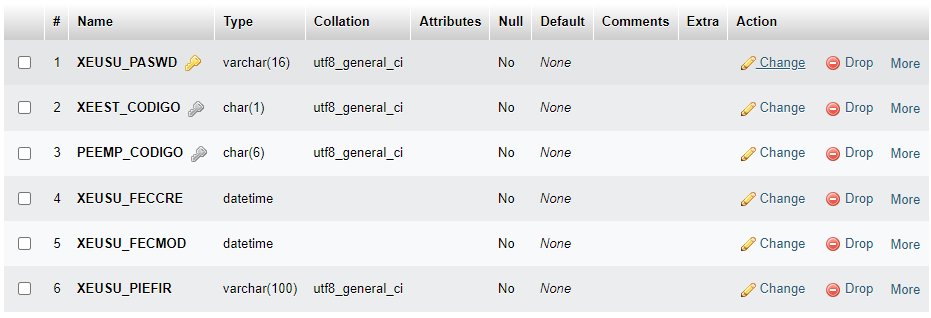 # Name Type Collation Attributes Null Default Comments Extra Action
1 XEUSU_PASWD varchar(16) utf8_general_ci No None Change Drop More
2 XEEST_CODIGO char(1) utf8_general_ci No None Change Drop More
3 PEEMP_CODIGO char(6) utf8_general_ci No None Change Drop More
4 XEUSU_FECCRE datetime No None Change Drop More
5 XEUSU_FECMOD datetime No None Change Drop More
6 XEUSU_PIEFIR varchar(100) utf8_general_ci No None Change Drop More